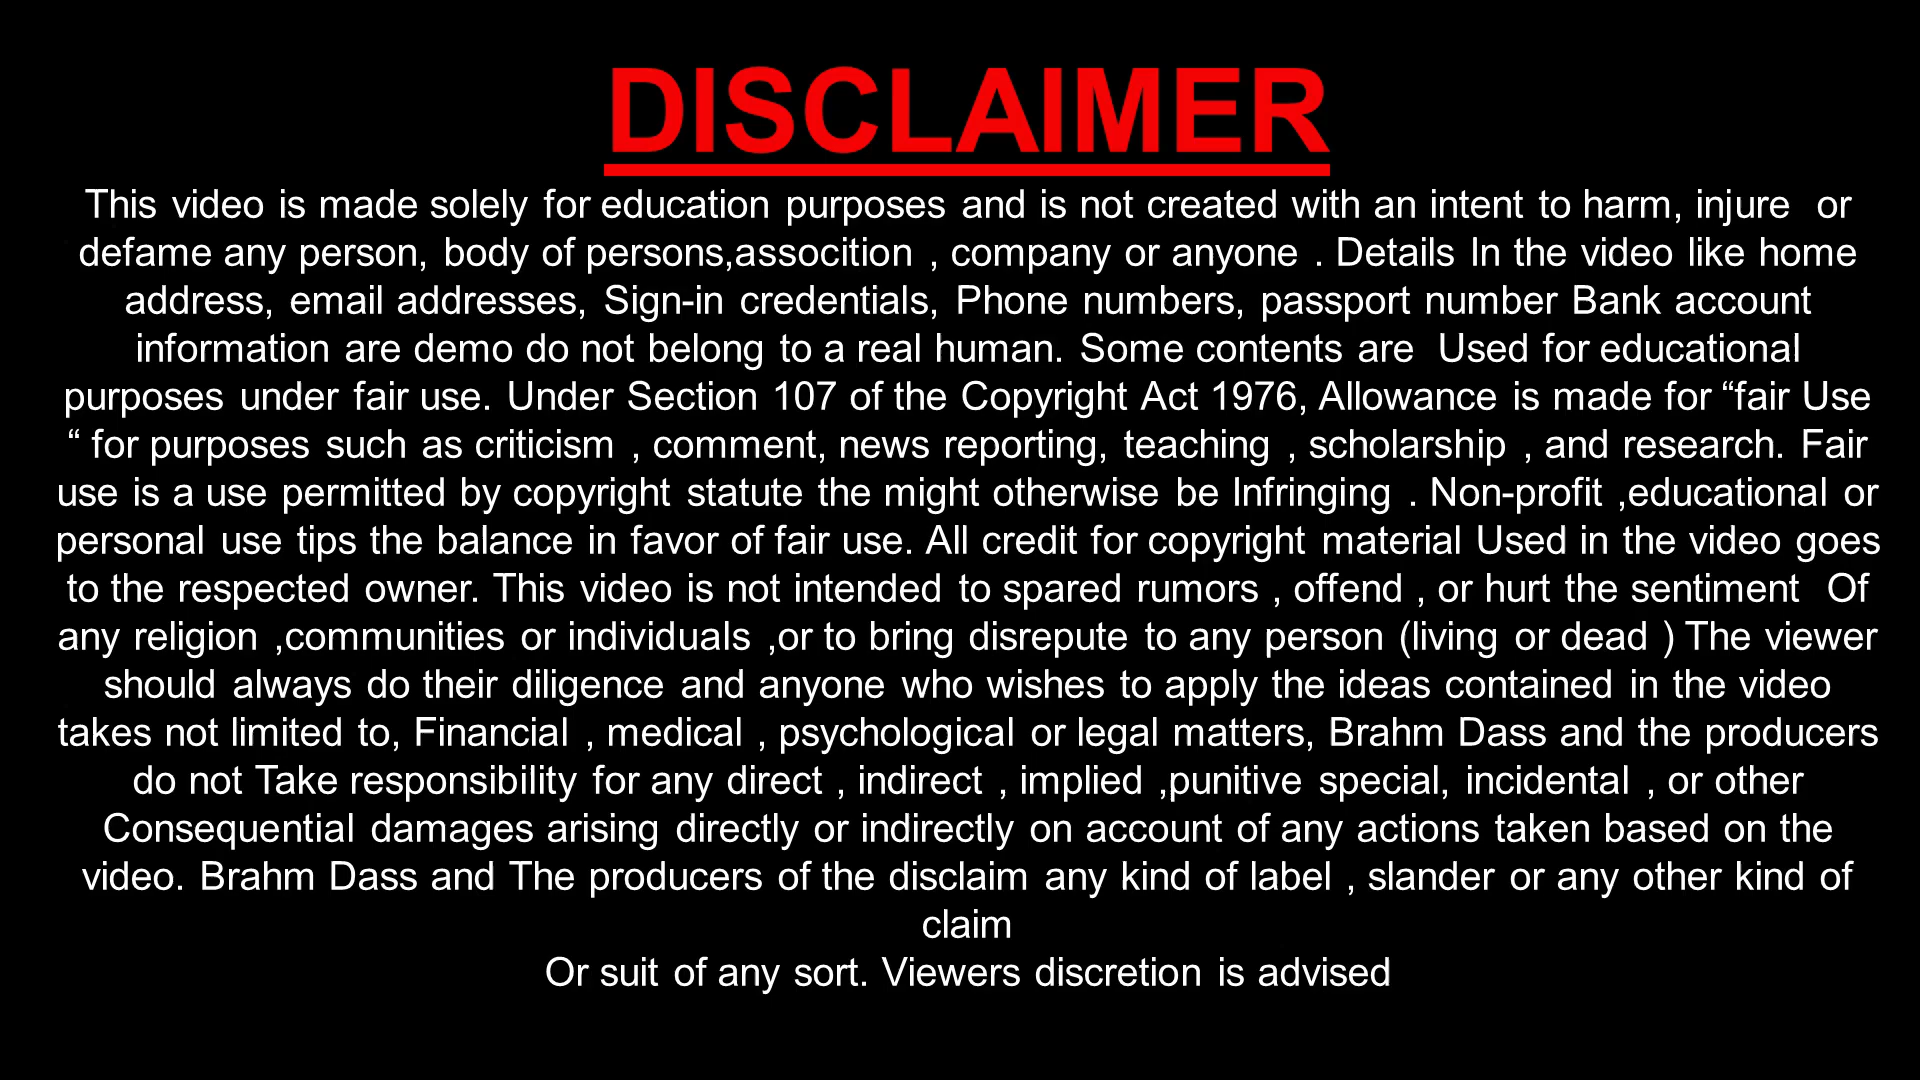 DISCLAIMER
This video is made solely for education purposes and is not created with an intent to harm, injure  or
defame any person, body of persons,assocition , company or anyone . Details In the video like home
address, email addresses, Sign-in credentials, Phone numbers, passport number Bank account
information are demo do not belong to a real human. Some contents are  Used for educational
purposes under fair use. Under Section 107 of the Copyright Act 1976, Allowance is made for “fair Use
“ for purposes such as criticism , comment, news reporting, teaching , scholarship , and research. Fair
use is a use permitted by copyright statute the might otherwise be Infringing . Non-profit ,educational or
personal use tips the balance in favor of fair use. All credit for copyright material Used in the video goes
to the respected owner. This video is not intended to spared rumors , offend , or hurt the sentiment  Of
any religion ,communities or individuals ,or to bring disrepute to any person (living or dead ) The viewer
should always do their diligence and anyone who wishes to apply the ideas contained in the video
takes not limited to, Financial , medical , psychological or legal matters, Brahm Dass and the producers
do not Take responsibility for any direct , indirect , implied ,punitive special, incidental , or other
Consequential damages arising directly or indirectly on account of any actions taken based on the
video. Brahm Dass and The producers of the disclaim any kind of label , slander or any other kind of
claim
Or suit of any sort. Viewers discretion is advised